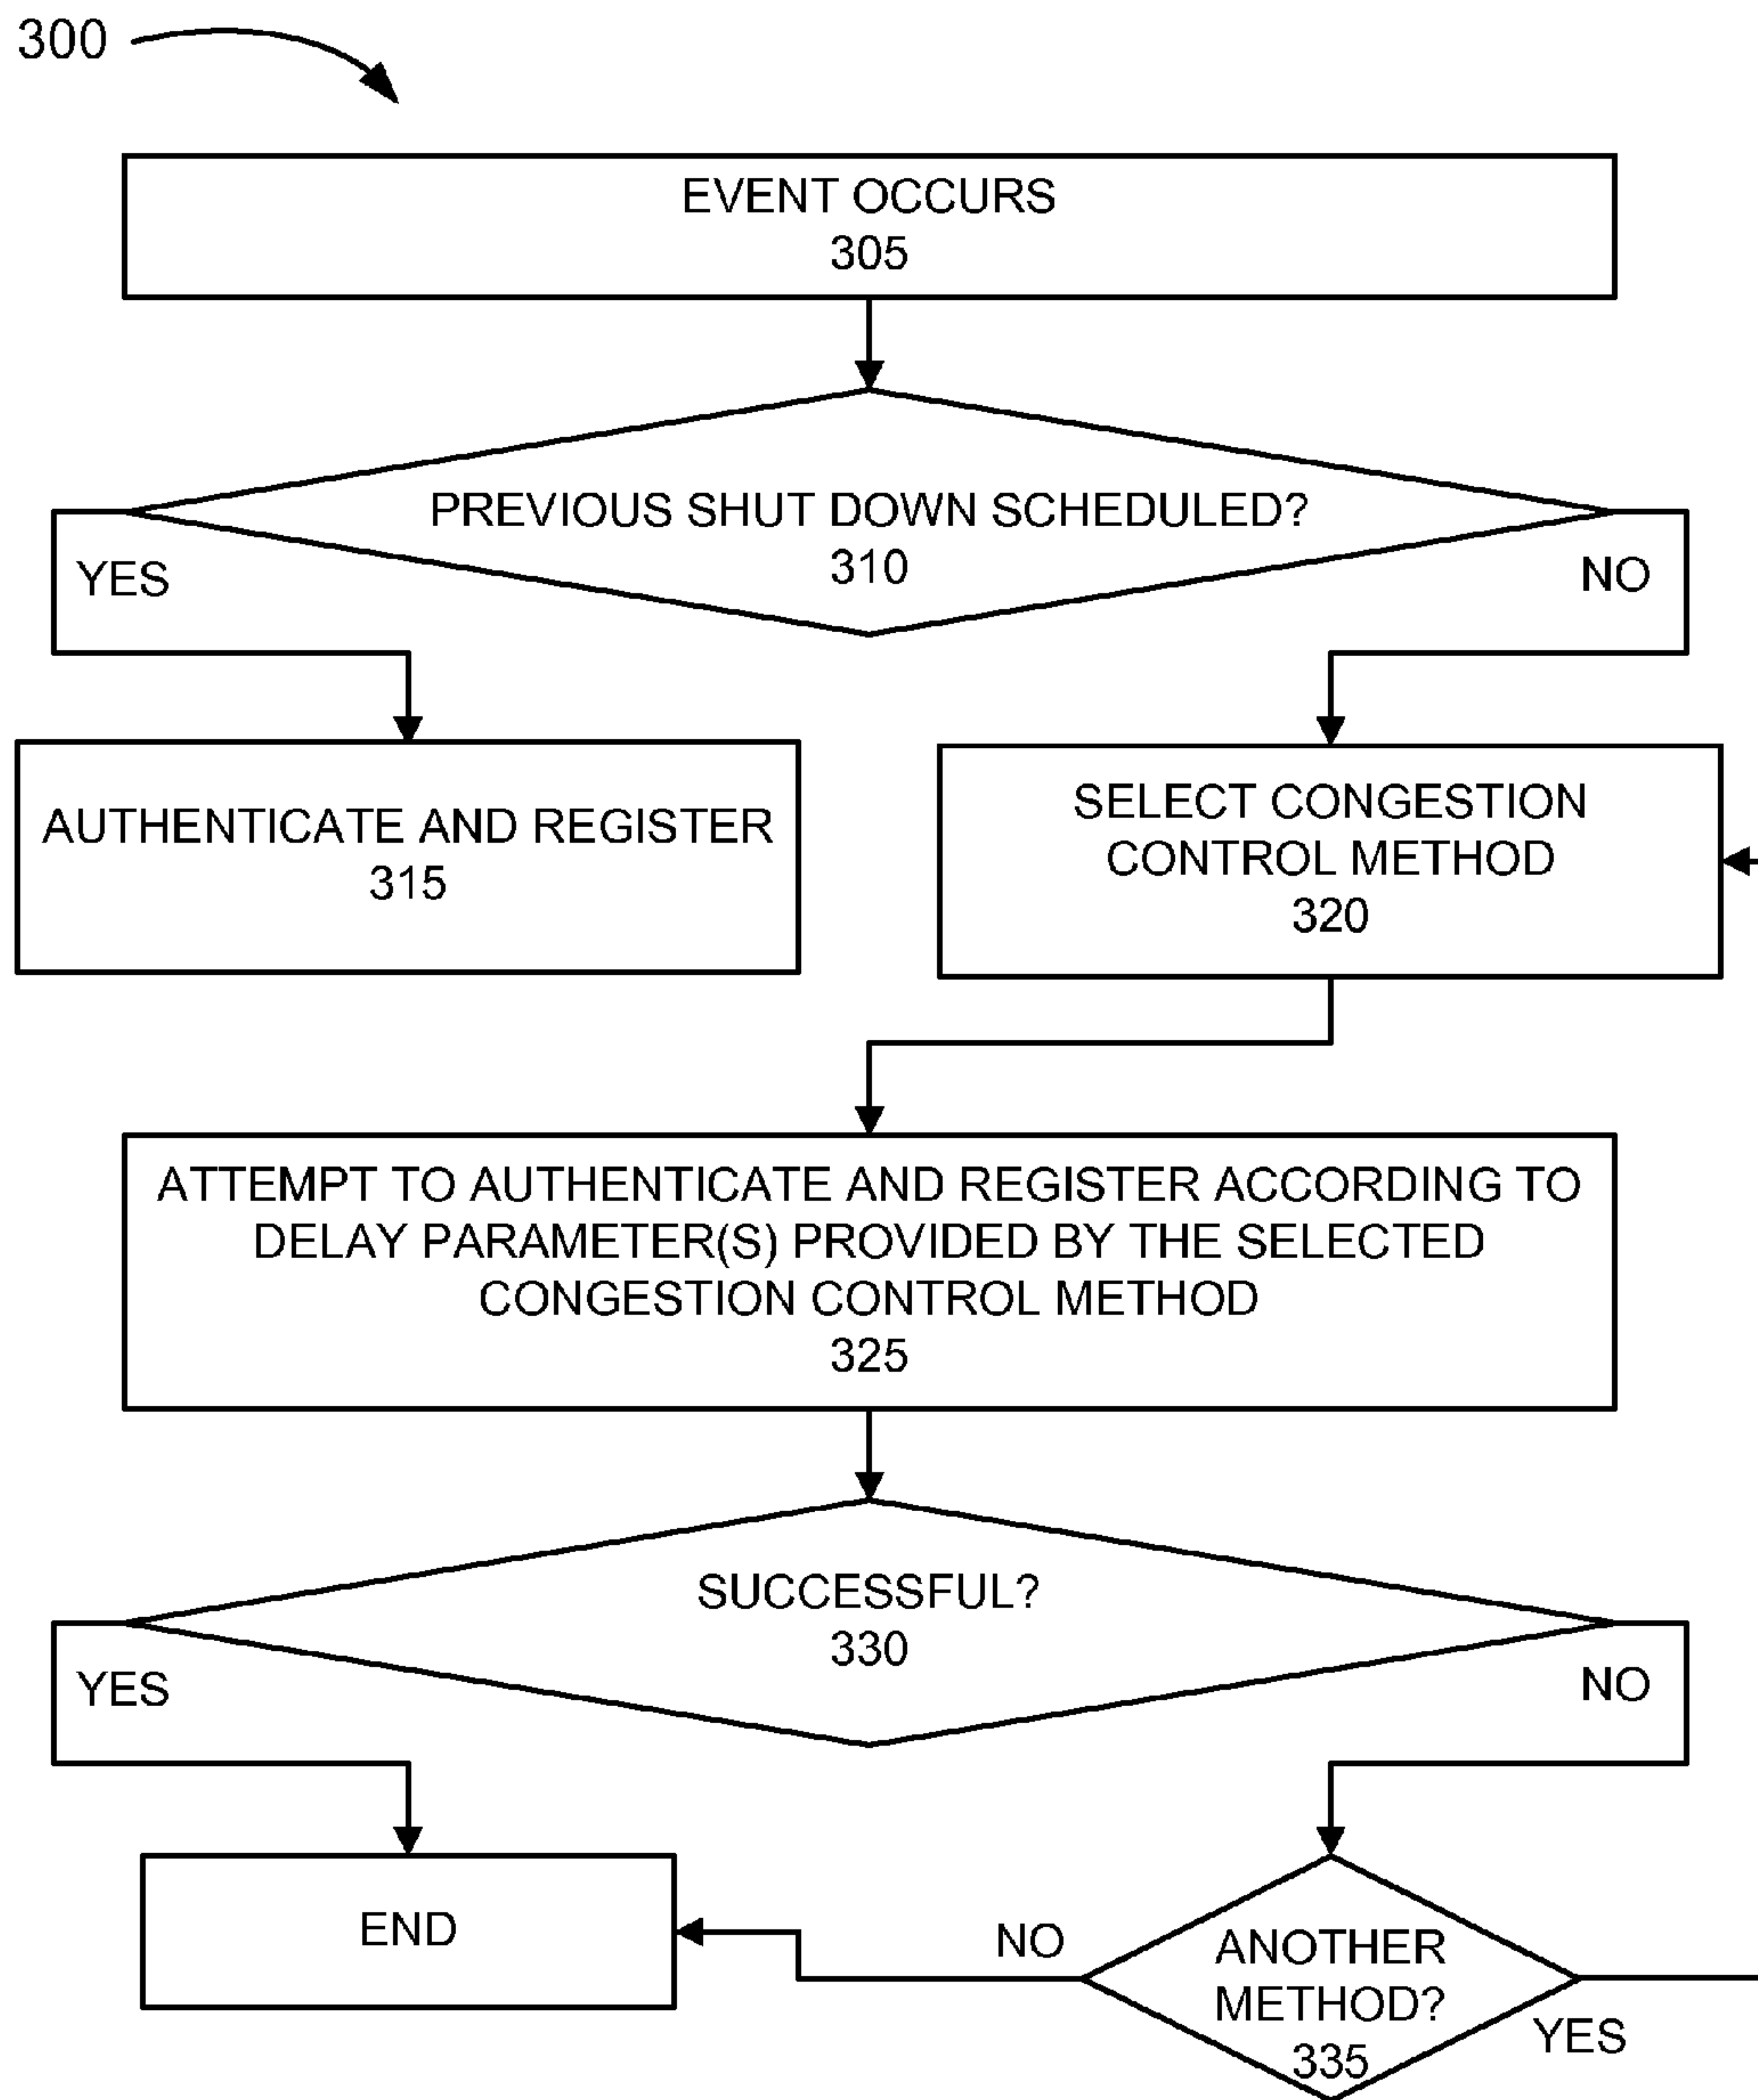 300
EVENT OCCURS
305
PREVIOUS SHUT DOWN SCHEDULED?
310
YES
NO
AUTHENTICATE AND REGISTER
315
SELECT CONGESTION
CONTROL METHOD
320
ATTEMPT TO AUTHENTICATE AND REGISTER ACCORDING TO
DELAY PARAMETER(S) PROVIDED BY THE SELECTED
CONGESTION CONTROL METHOD
325
SUCCESSFUL?
330
YES
NO
END
NO
ANOTHER
METHOD?
335
YES